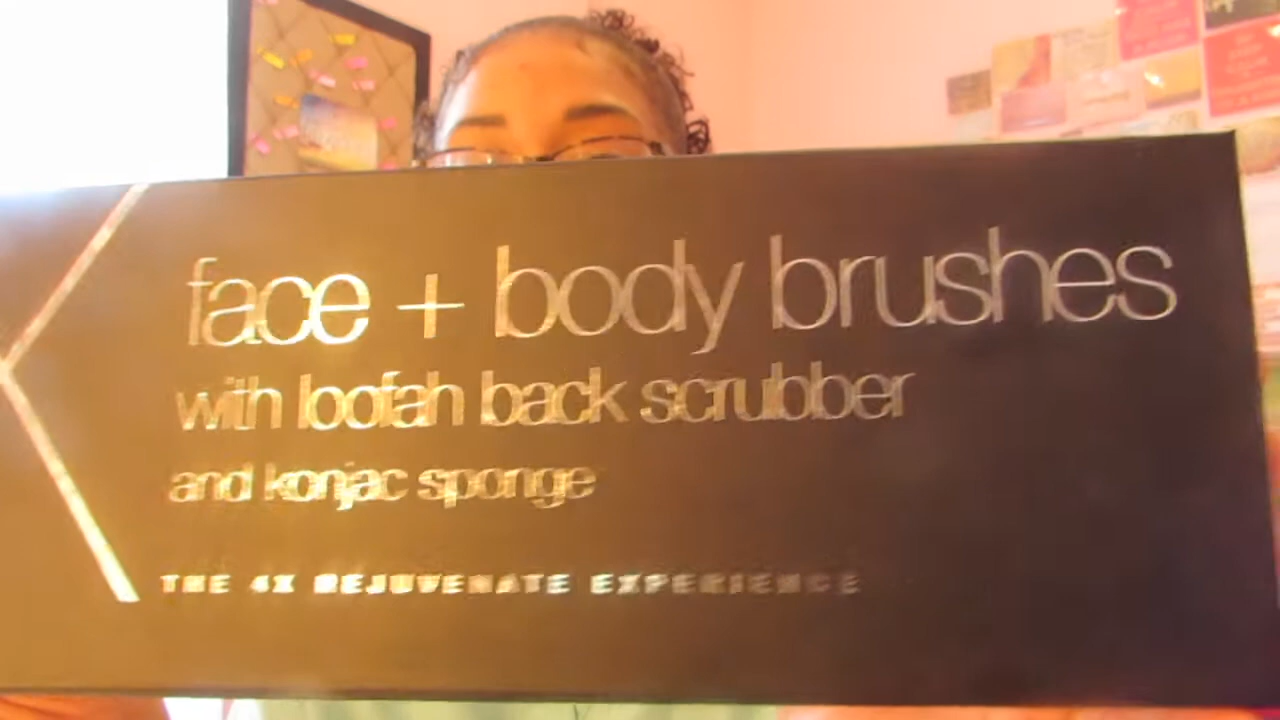 face + body brushes
with loofah back scrubber
and konjac sponge
THE 4X REJUVENATE EXPERIENCE